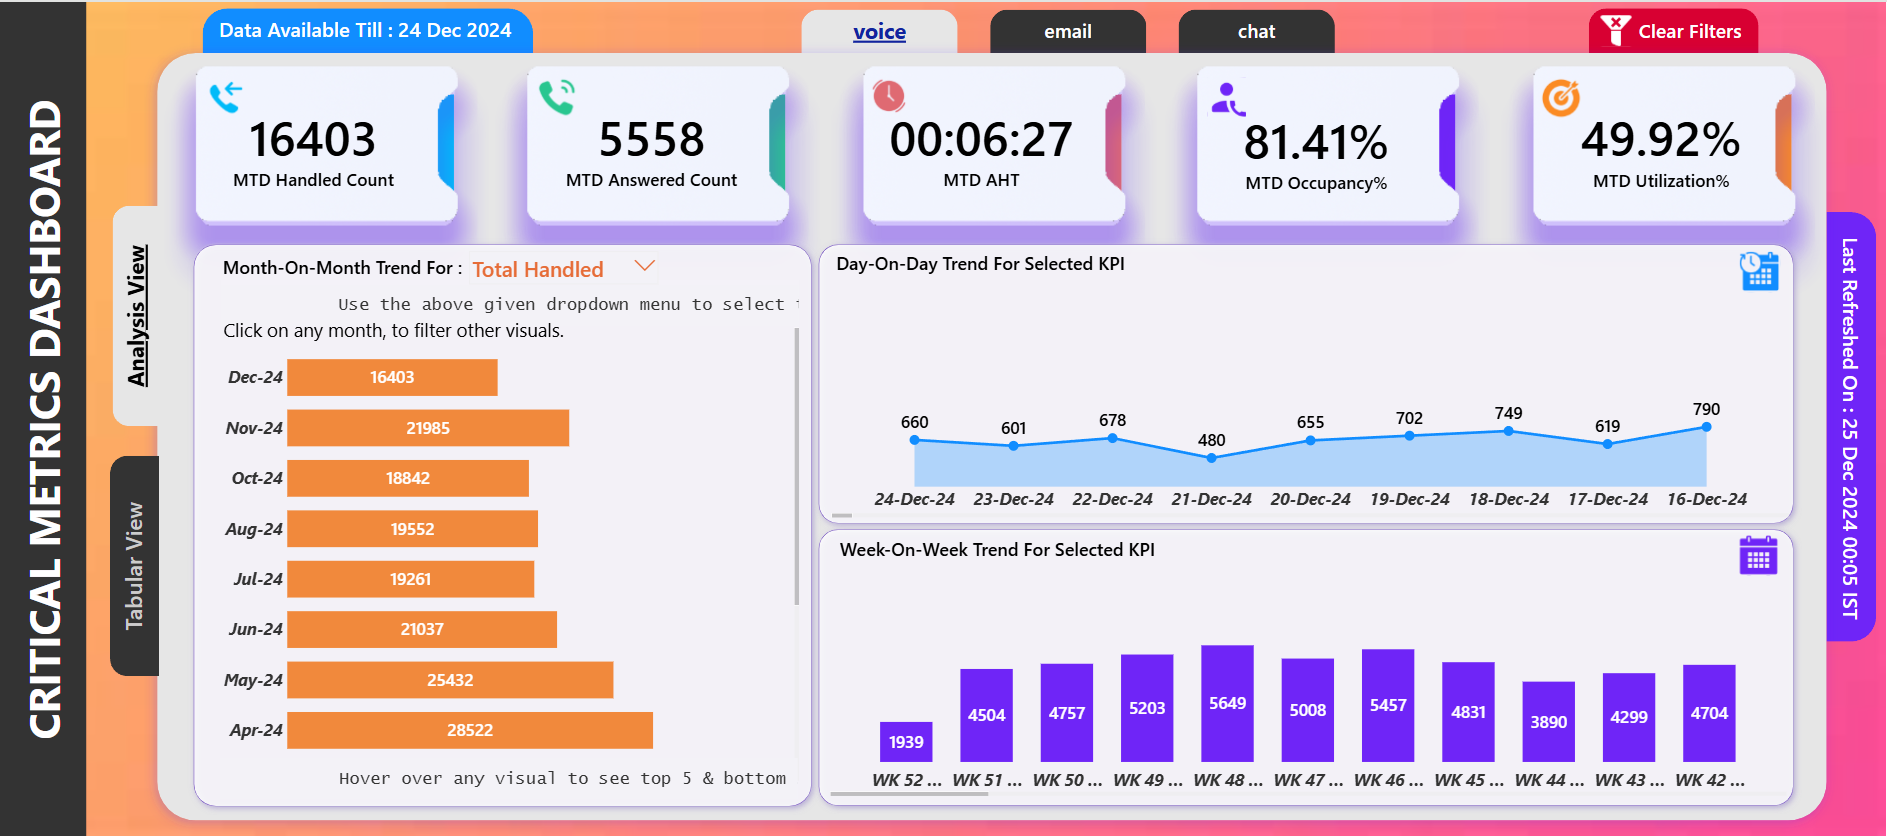 CRITICAL METRICS DASHBOARD
Data Available Till : 24 Dec 2024
voice
email
chat
Clear Filters
Analysis View
Tabular View
16403
MTD Handled Count
5558
MTD Answered Count
00:06:27
MTD AHT
81.41%
MTD Occupancy%
49.92%
MTD Utilization%
Month-On-Month Trend For : Total Handled
Use the above given dropdown menu to select
Click on any month, to filter other visuals.
Dec-24 16403
Nov-24 21985
Oct-24 18842
Aug-24 19552
Jul-24 19261
Jun-24 21037
May-24 25432
Apr-24 28522
Hover over any visual to see top 5 & bottom
Day-On-Day Trend For Selected KPI
660 601 678 480 655 702 749 619 790
24-Dec-24 23-Dec-24 22-Dec-24 21-Dec-24 20-Dec-24 19-Dec-24 18-Dec-24 17-Dec-24 16-Dec-24
Week-On-Week Trend For Selected KPI
1939 4504 4757 5203 5649 5008 5457 4831 3890 4299 4704
WK 52 ... WK 51 ... WK 50 ... WK 49 ... WK 48 ... WK 47 ... WK 46 ... WK 45 ... WK 44 ... WK 43 ... WK 42 ...
Last Refreshed On : 25 Dec 2024 00:05 IST